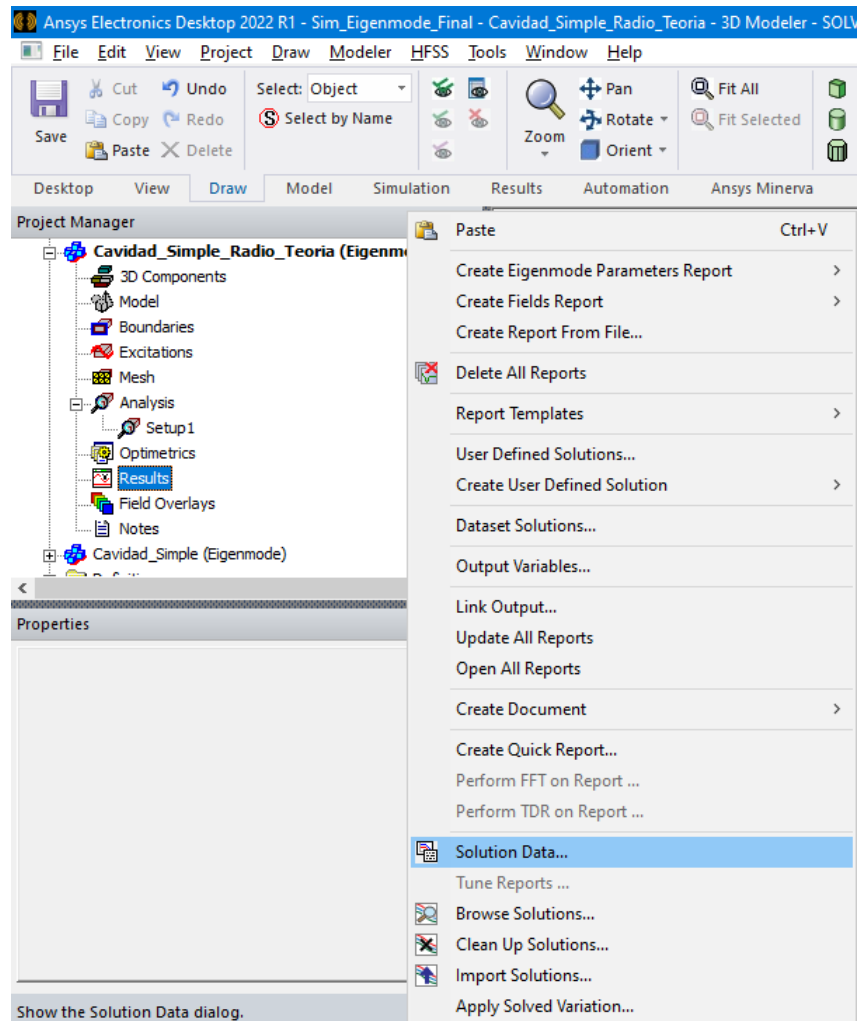 Ansys Electronics Desktop 2022 R1 - Sim_Eigenmode_Final - Cavidad_Simple_Radio_Teoria - 3D Modeler - SOLV
File Edit View Project Draw Modeler HFSS Tools Window Help
Save
Cut
Copy
Paste
Undo
Redo
Delete
Select: Object
Select by Name
Zoom
Pan
Rotate
Orient
Fit All
Fit Selected
Desktop View Draw Model Simulation Results Automation Ansys Minerva
Project Manager
Cavidad_Simple_Radio_Teoria (Eigenm
3D Components
Model
Boundaries
Excitations
Mesh
Analysis
Setup1
Optimetrics
Results
Field Overlays
Notes
Cavidad_Simple (Eigenmode)
Properties
Paste Ctrl+V
Create Eigenmode Parameters Report
Create Fields Report
Create Report From File...
Delete All Reports
Report Templates
User Defined Solutions...
Create User Defined Solution
Dataset Solutions...
Output Variables...
Link Output...
Update All Reports
Open All Reports
Create Document
Create Quick Report...
Perform FFT on Report ...
Perform TDR on Report ...
Solution Data...
Tune Reports ...
Browse Solutions...
Clean Up Solutions...
Import Solutions...
Apply Solved Variation...
Show the Solution Data dialog.